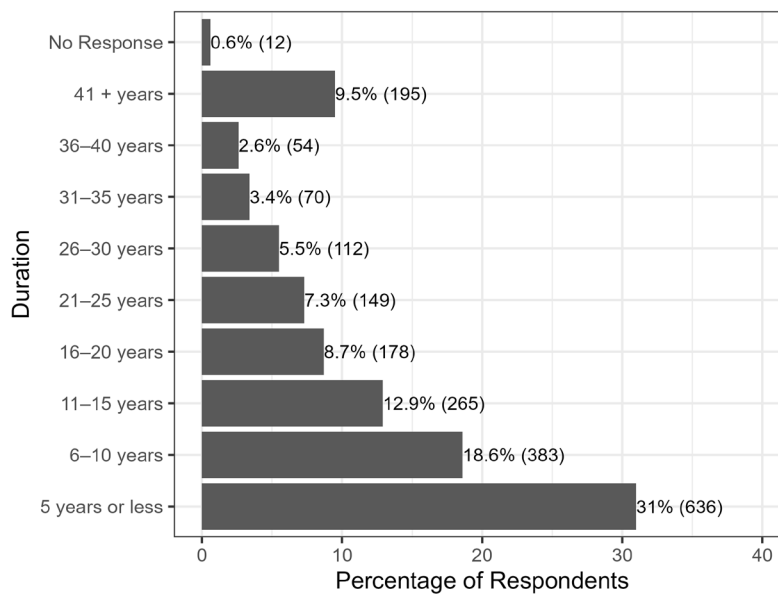 Duration
No Response 0.6% (12)
41 + years 9.5% (195)
36–40 years 2.6% (54)
31–35 years 3.4% (70)
26–30 years 5.5% (112)
21–25 years 7.3% (149)
16–20 years 8.7% (178)
11–15 years 12.9% (265)
6–10 years 18.6% (383)
5 years or less 31% (636)
0 10 20 30 40
Percentage of Respondents